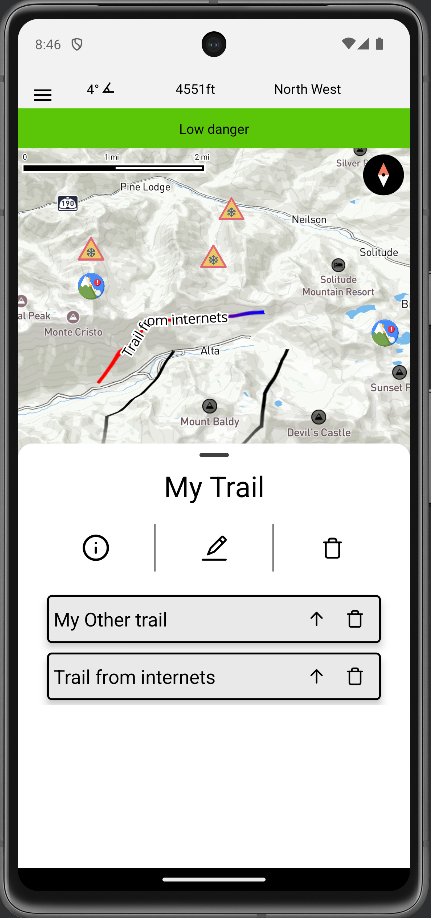 8:46
4°
4551ft
North West
Low danger
0
1 mi
2 mi
Silver
Pine Lodge
190
Neilson
Solitude
Solitude
Mountain Resort
al Peak
Monte Cristo
Trail from internets
B
Alta
Sunset P
Mount Baldy
Devil's Castle
My Trail
My Other trail
Trail from internets